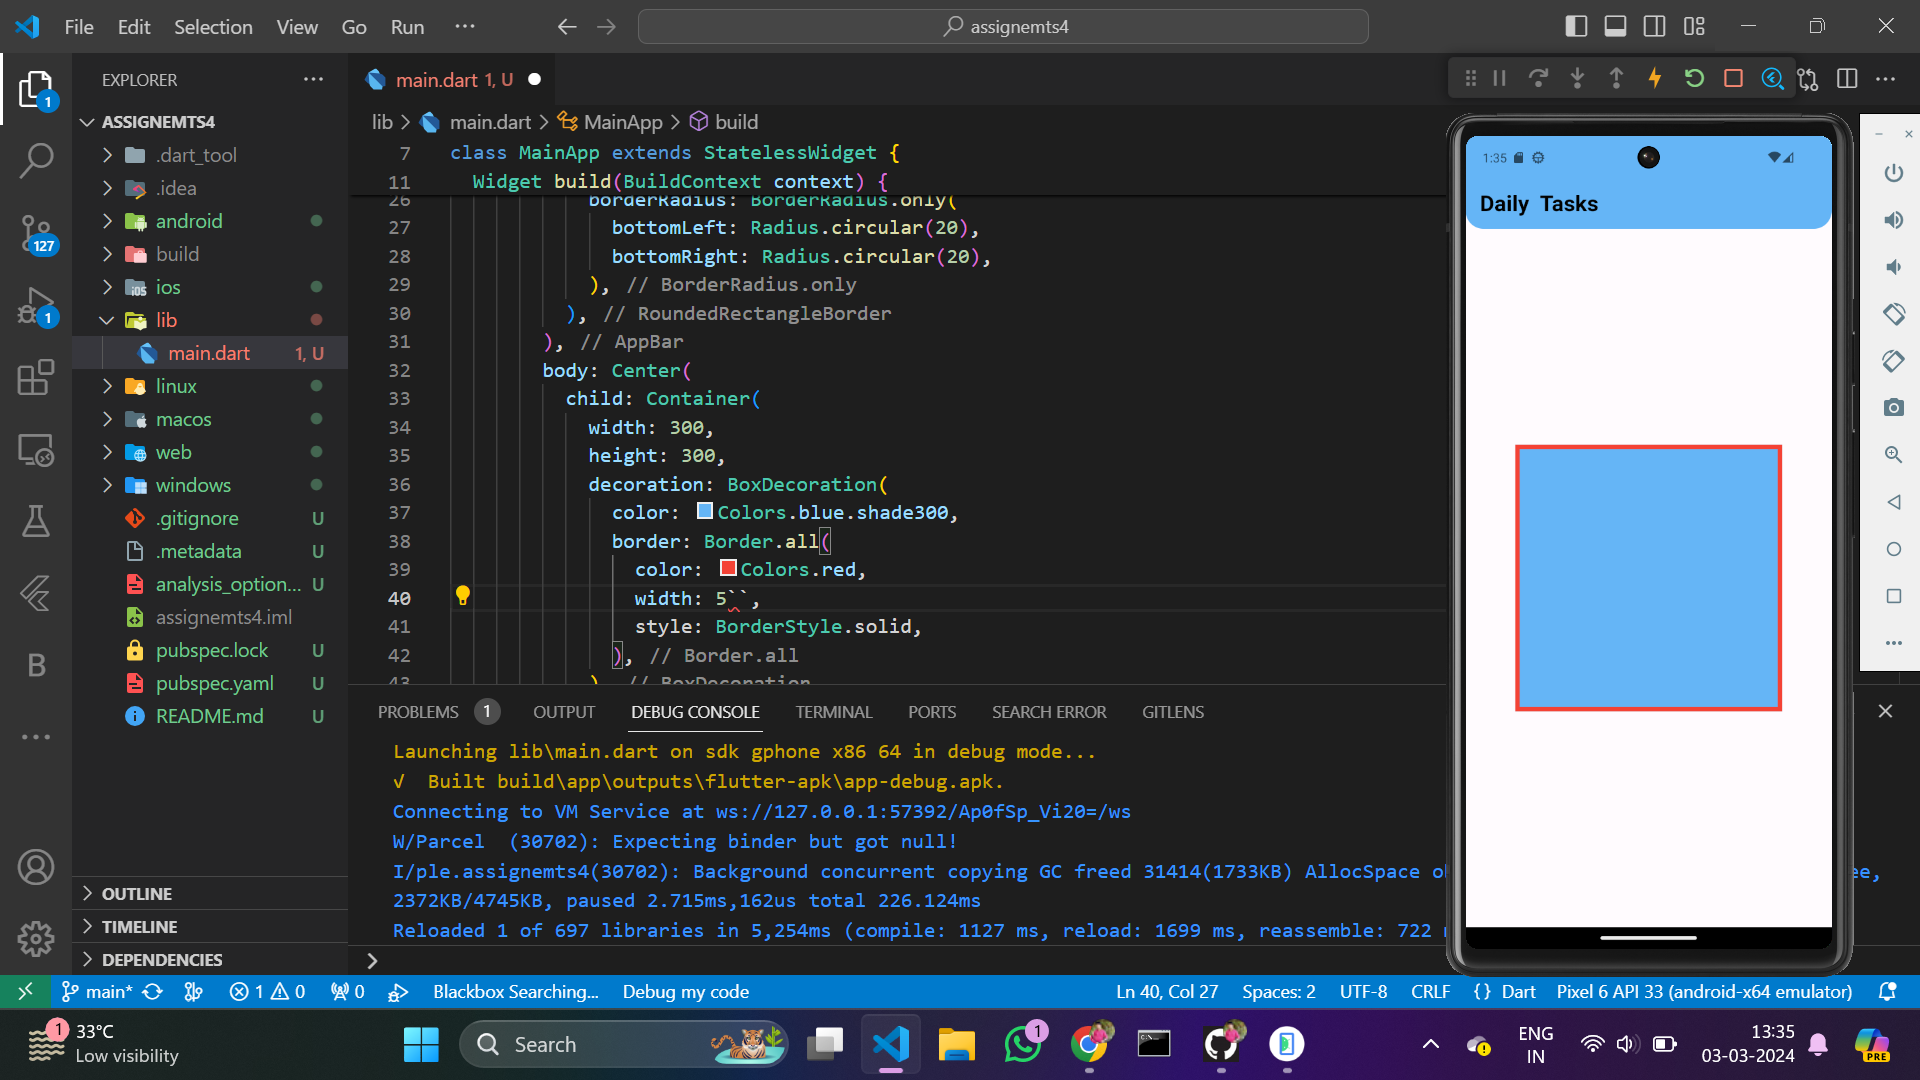 File Edit Selection View Go Run ···
assignemts4
EXPLORER
ASSIGNEMTS4
.dart_tool
.idea
android
build
ios
lib
main.dart 1, U
linux
macos
web
windows
.gitignore U
.metadata U
analysis_option... U
assignemts4.iml
pubspec.lock U
pubspec.yaml U
README.md U
OUTLINE
TIMELINE
DEPENDENCIES
1
127
1
B
main.dart 1, U
lib > main.dart > MainApp > build
7 class MainApp extends StatelessWidget {
11 Widget build(BuildContext context) {
26 borderRadius: BorderRadius.only(
27 bottomLeft: Radius.circular(20),
28 bottomRight: Radius.circular(20),
29 ), // BorderRadius.only
30 ), // RoundedRectangleBorder
31 ), // AppBar
32 body: Center(
33 child: Container(
34 width: 300,
35 height: 300,
36 decoration: BoxDecoration(
37 color: Colors.blue.shade300,
38 border: Border.all(
39 color: Colors.red,
40 width: 5``,
41 style: BorderStyle.solid,
42 ), // Border.all
43 ), // BoxDecoration
PROBLEMS 1 OUTPUT DEBUG CONSOLE TERMINAL PORTS SEARCH ERROR GITLENS
Launching lib\main.dart on sdk gphone x86 64 in debug mode...
√ Built build\app\outputs\flutter-apk\app-debug.apk.
Connecting to VM Service at ws://127.0.0.1:57392/Ap0fSp_Vi20=/ws
W/Parcel (30702): Expecting binder but got null!
I/ple.assignemts4(30702): Background concurrent copying GC freed 31414(1733KB) AllocSpace ee,
2372KB/4745KB, paused 2.715ms,162us total 226.124ms
Reloaded 1 of 697 libraries in 5,254ms (compile: 1127 ms, reload: 1699 ms, reassemble: 722
1:35
Daily Tasks
main* 1 0 0 Blackbox Searching... Debug my code Ln 40, Col 27 Spaces: 2 UTF-8 CRLF {} Dart Pixel 6 API 33 (android-x64 emulator)
1
33°C
Low visibility
Search
1
ENG
IN
13:35
03-03-2024
PRE